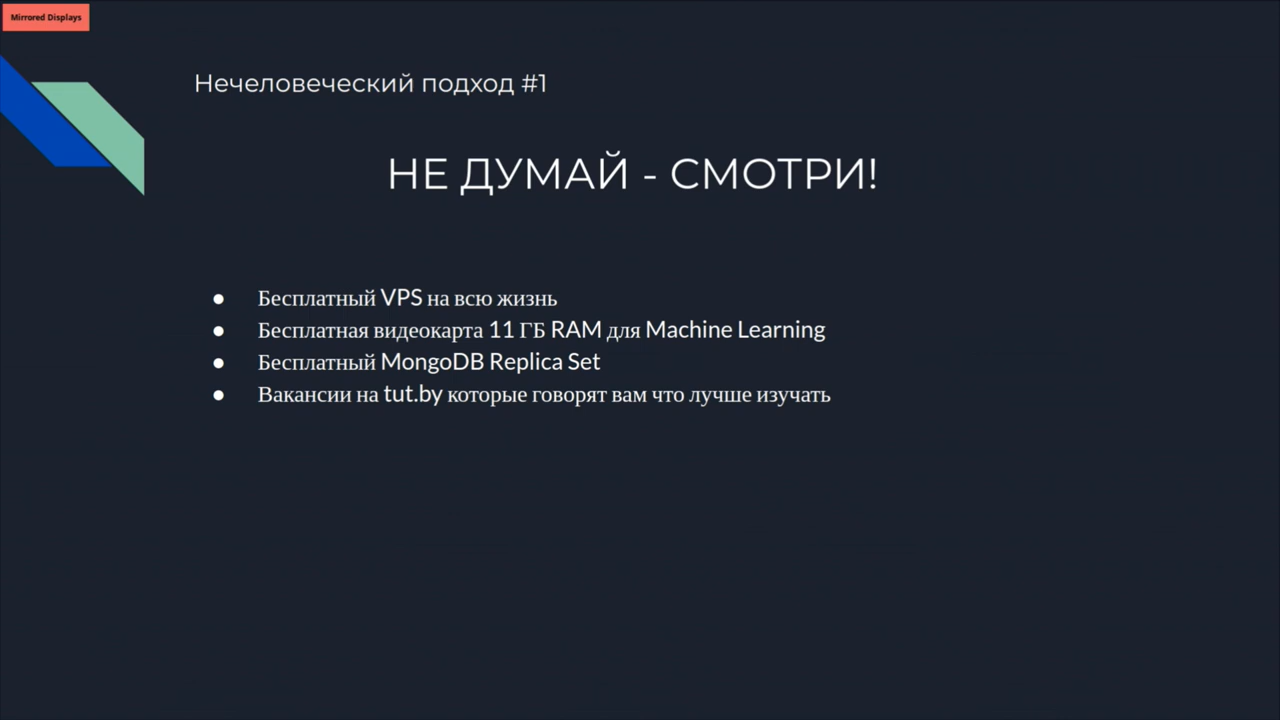 Mirrored Displays
Нечеловеческий подход #1
НЕ ДУМАЙ - СМОТРИ!
● Бесплатный VPS на всю жизнь
● Бесплатная видеокарта 11 ГБ RAM для Machine Learning
● Бесплатный MongoDB Replica Set
● Вакансии на tut.by которые говорят вам что лучше изучать